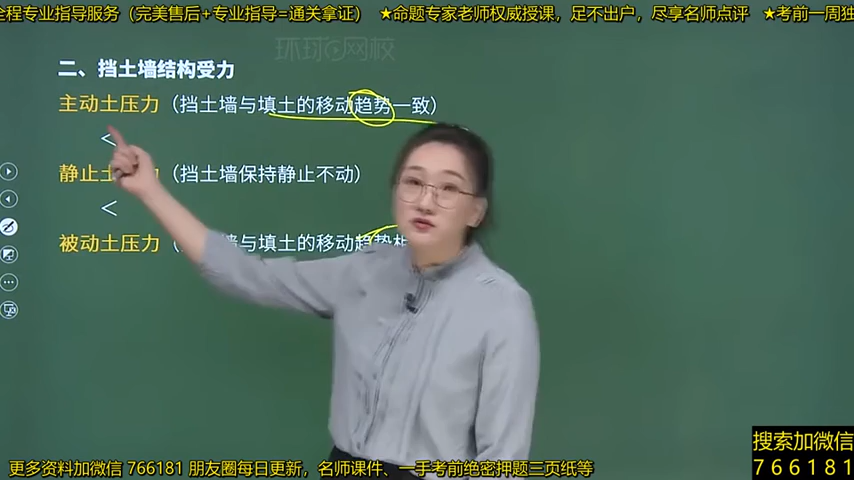 全程专业指导服务（完美售后+专业指导=通关拿证） ★命题专家老师权威授课，足不出户，尽享名师点评 ★考前一周独
环球网校
二、挡土墙结构受力
主动土压力（挡土墙与填土的移动趋势一致）
<
静止土 力（挡土墙保持静止不动）
<
被动土压力（ 墙与填土的移动趋势相
搜索加微信
766181
更多资料加微信 766181 朋友圈每日更新，名师课件、一手考前绝密押题三页纸等